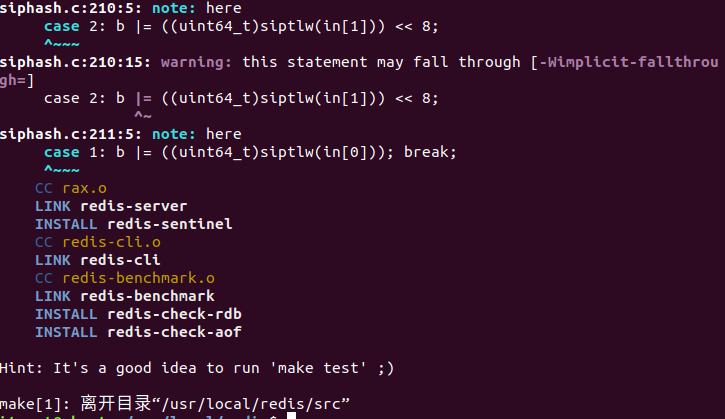 siphash.c:210:5: note: here
case 2: b |= ((uint64_t)siptlw(in[1])) << 8;
^~~~
siphash.c:210:15: warning: this statement may fall through [-Wimplicit-fallthrou
gh=]
case 2: b |= ((uint64_t)siptlw(in[1])) << 8;
^~
siphash.c:211:5: note: here
case 1: b |= ((uint64_t)siptlw(in[0])); break;
^~~~
CC rax.o
LINK redis-server
INSTALL redis-sentinel
CC redis-cli.o
LINK redis-cli
CC redis-benchmark.o
LINK redis-benchmark
INSTALL redis-check-rdb
INSTALL redis-check-aof
Hint: It's a good idea to run 'make test' ;)
make[1]: 离开目录“/usr/local/redis/src”